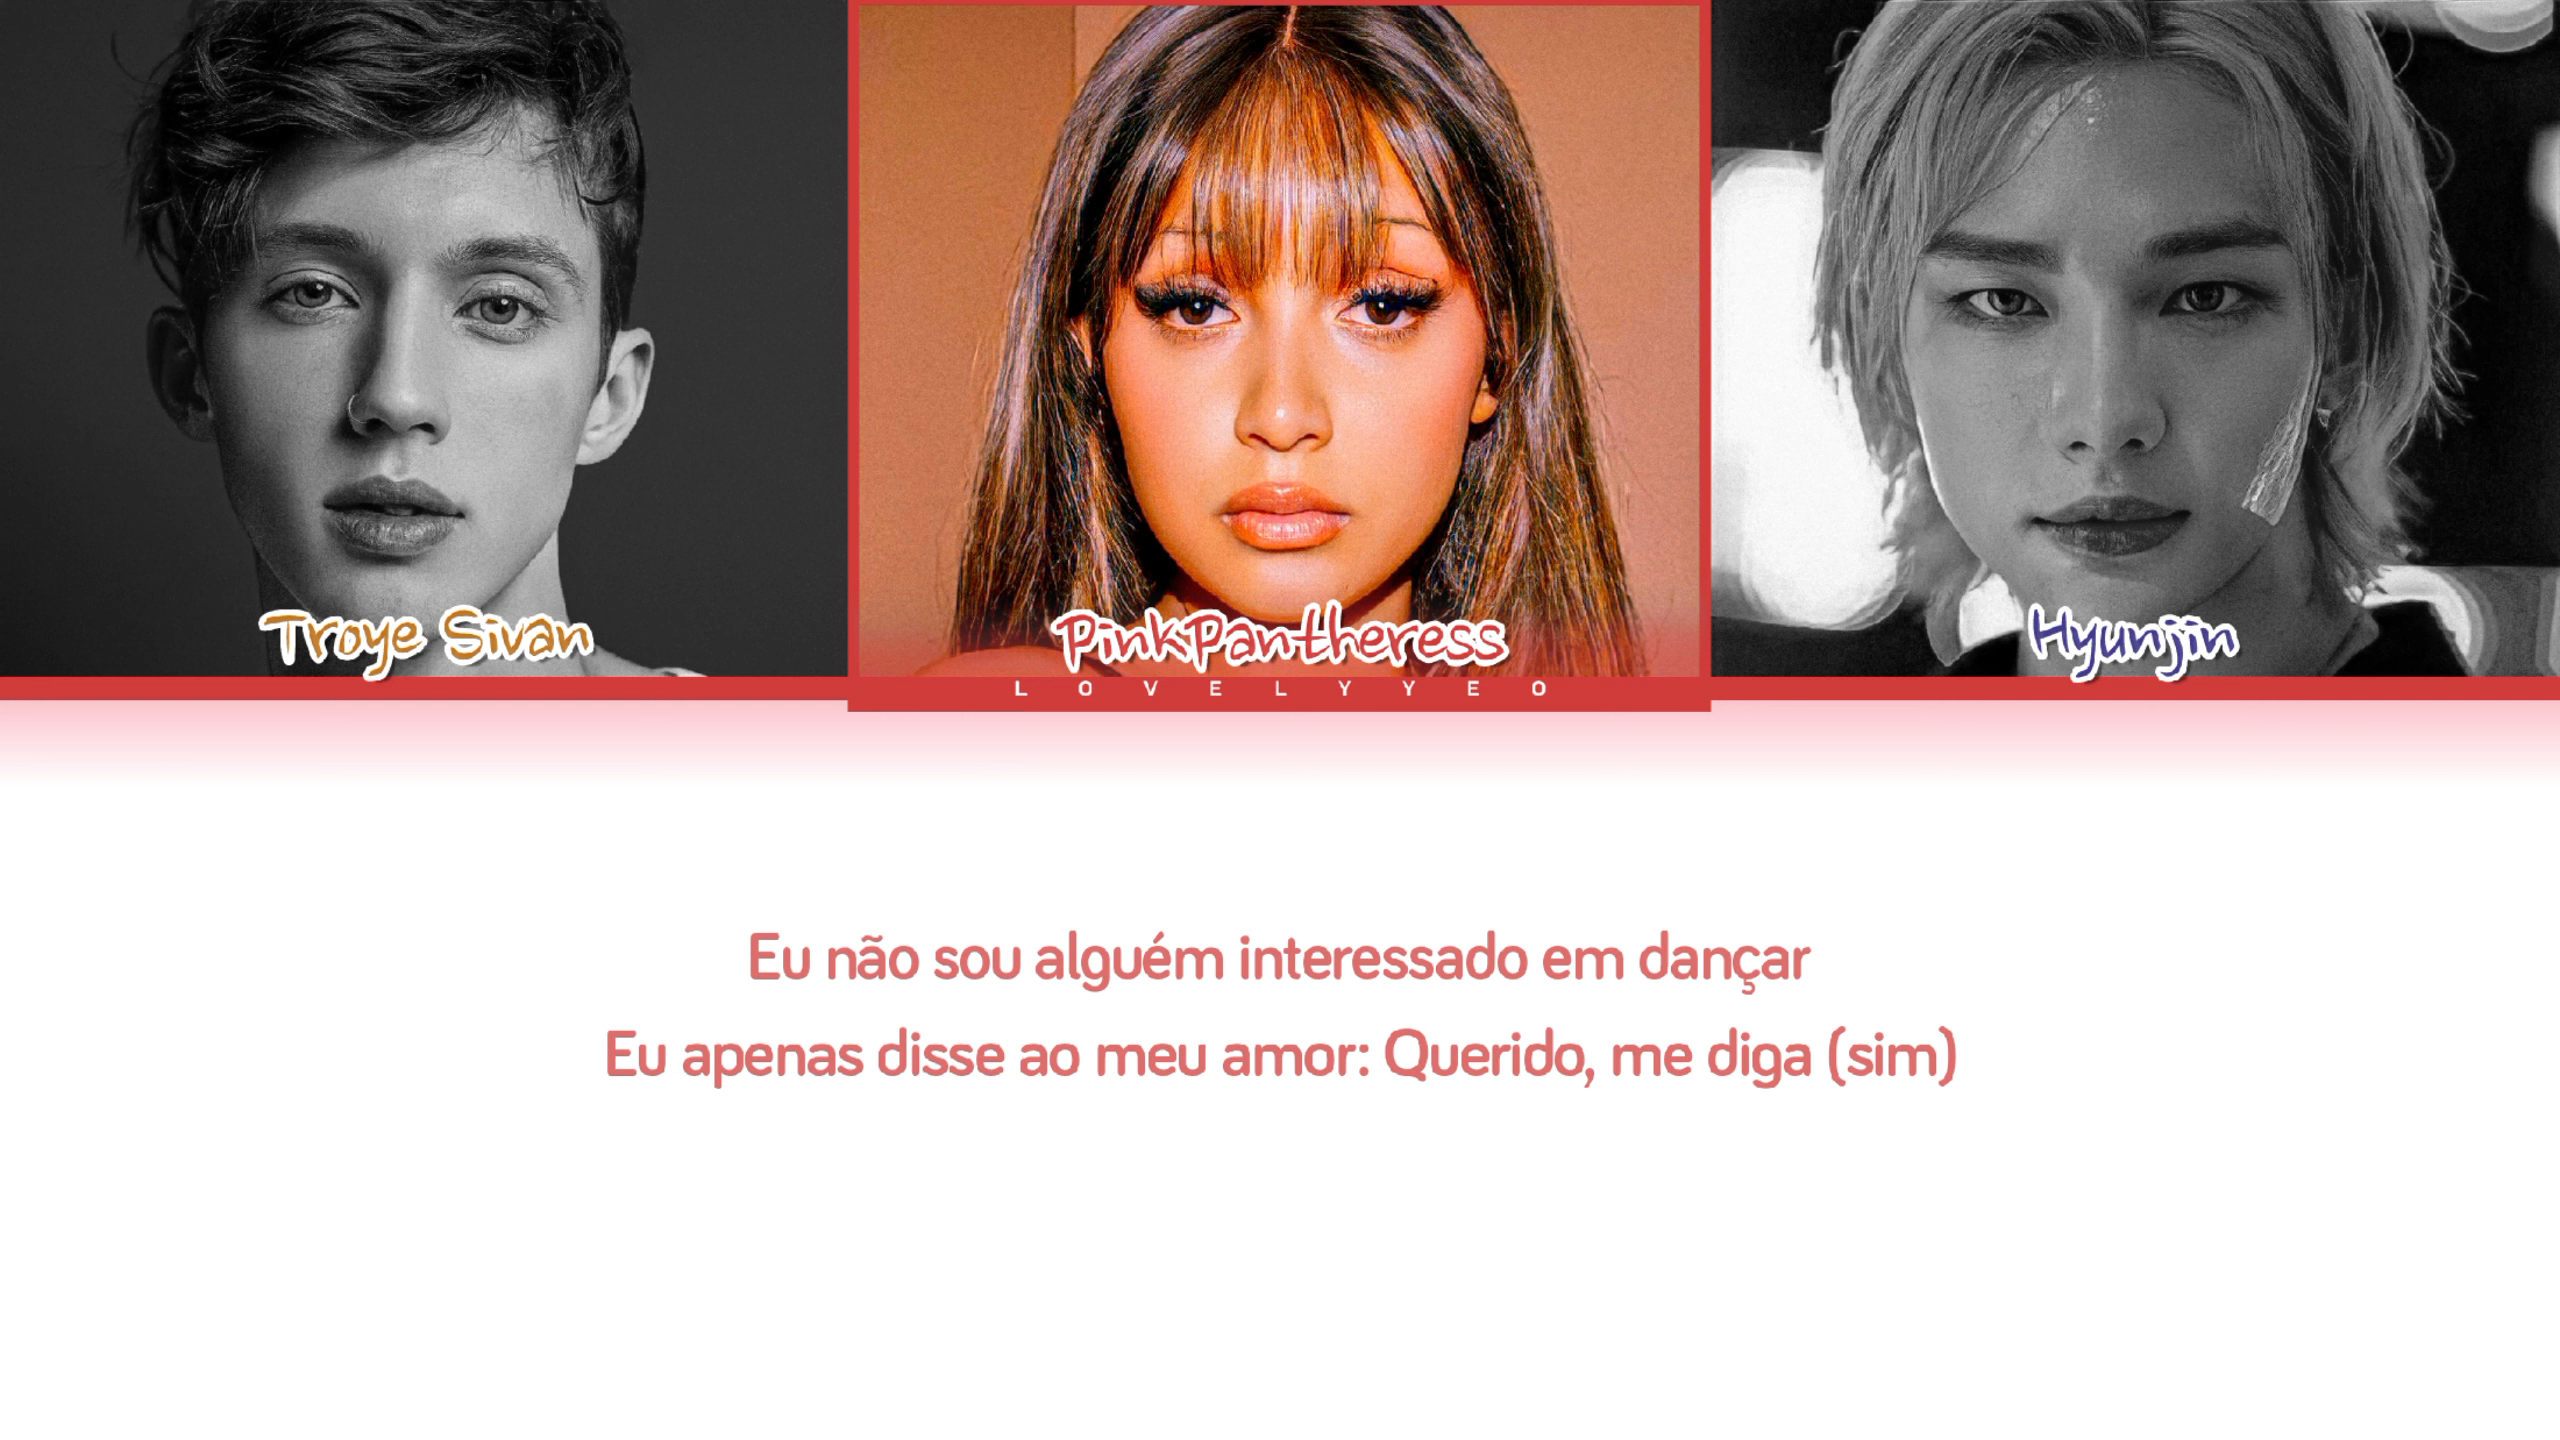 Troye Sivan
PinkPantheress
Hyunjin
LOVELYYEO
Eu não sou alguém interessado em dançar
Eu apenas disse ao meu amor: Querido, me diga (sim)